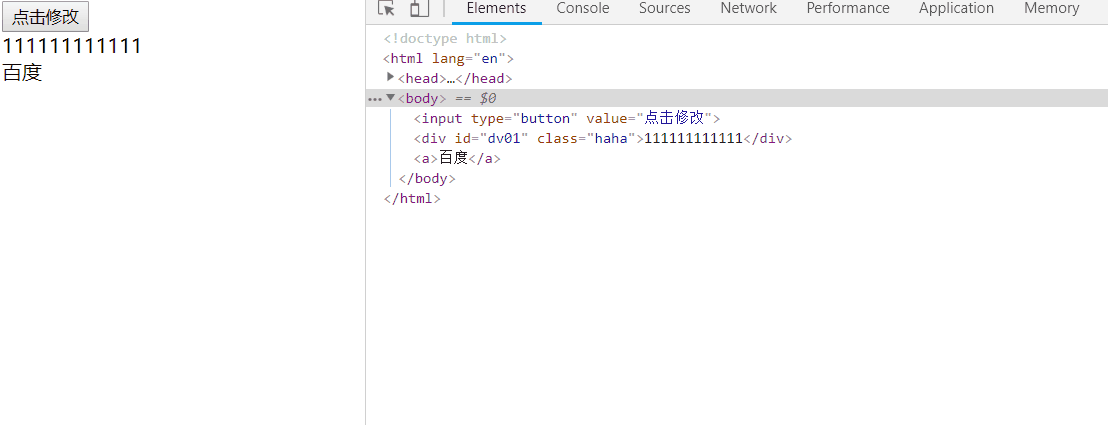 点击修改
111111111111
百度
Elements Console Sources Network Performance Application Memory
<!doctype html>
<html lang="en">
<head>…</head>
<body> == $0
<input type="button" value="点击修改">
<div id="dv01" class="haha">111111111111</div>
<a>百度</a>
</body>
</html>